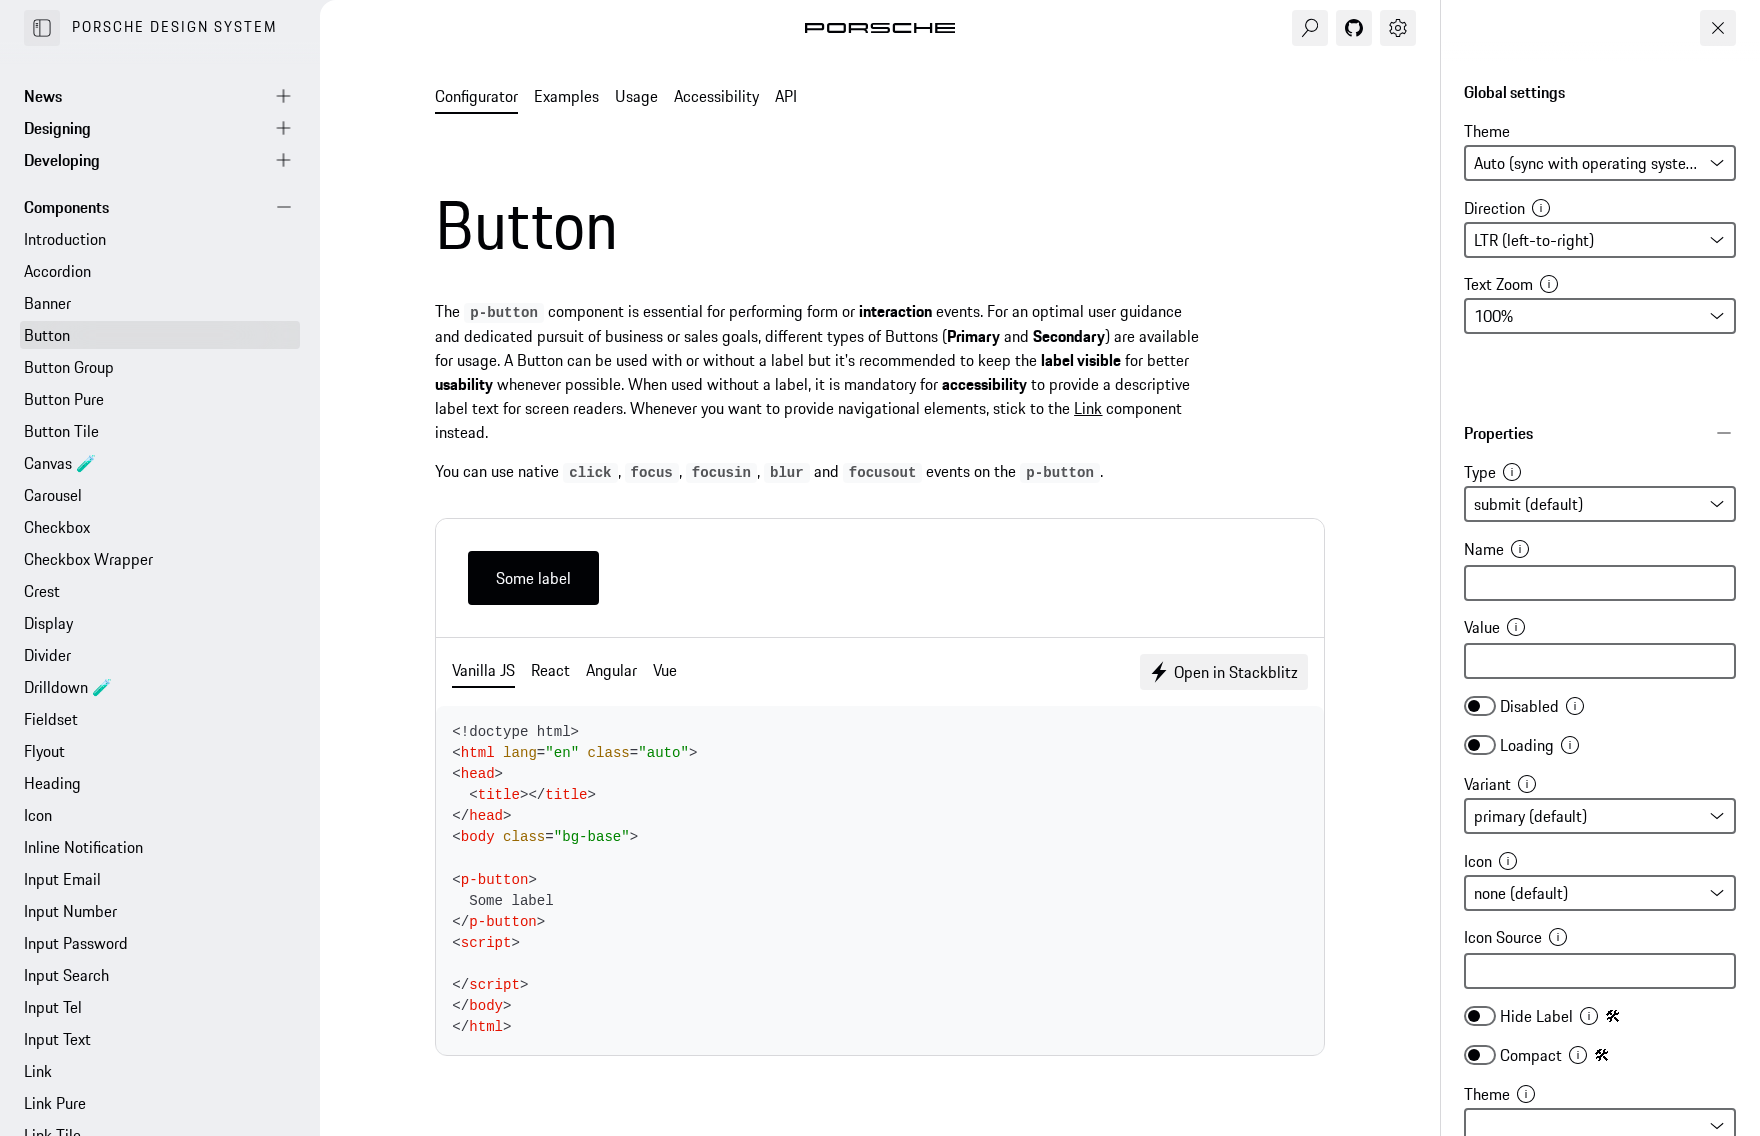 PORSCHE DESIGN SYSTEM
News
Designing
Developing
Components
Introduction
Accordion
Banner
Button
Button Group
Button Pure
Button Tile
Canvas 🧪
Carousel
Checkbox
Checkbox Wrapper
Crest
Display
Divider
Drilldown 🧪
Fieldset
Flyout
Heading
Icon
Inline Notification
Input Email
Input Number
Input Password
Input Search
Input Tel
Input Text
Link
Link Pure
Link Tile
PORSCHE
Configurator Examples Usage Accessibility API
Button
The p-button component is essential for performing form or interaction events. For an optimal user guidance
and dedicated pursuit of business or sales goals, different types of Buttons (Primary and Secondary) are available
for usage. A Button can be used with or without a label but it's recommended to keep the label visible for better
usability whenever possible. When used without a label, it is mandatory for accessibility to provide a descriptive
label text for screen readers. Whenever you want to provide navigational elements, stick to the Link component
instead.
You can use native click, focus, focusin, blur and focusout events on the p-button.
Some label
Vanilla JS React Angular Vue
Open in Stackblitz
<!doctype html>
<html lang="en" class="auto">
<head>
  <title></title>
</head>
<body class="bg-base">
<p-button>
  Some label
</p-button>
<script>
</script>
</body>
</html>
Global settings
Theme
Auto (sync with operating syste...
Direction
LTR (left-to-right)
Text Zoom
100%
Properties
Type
submit (default)
Name
Value
Disabled
Loading
Variant
primary (default)
Icon
none (default)
Icon Source
Hide Label 🛠
Compact 🛠
Theme